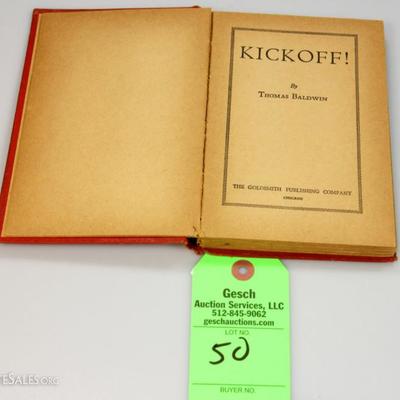 KICKOFF!
By
THOMAS BALDWIN
THE GOLDSMITH PUBLISHING COMPANY
CHICAGO
Gesch
Auction Services, LLC
512-845-9062
geschauctions.com
LOT NO.
50
BUYER NO.
TESALES.ORG